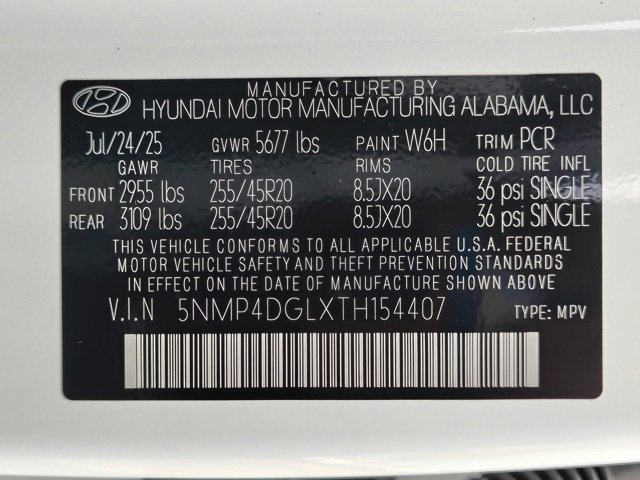 MANUFACTURED BY
HYUNDAI MOTOR MANUFACTURING ALABAMA, LLC
Jul/24/25 GVWR 5677 lbs PAINT W6H TRIM PCR
GAWR TIRES RIMS COLD TIRE INFL
FRONT 2955 lbs 255/45R20 8.5JX20 36 psi SINGLE
REAR 3109 lbs 255/45R20 8.5JX20 36 psi SINGLE
THIS VEHICLE CONFORMS TO ALL APPLICABLE U.S.A. FEDERAL
MOTOR VEHICLE SAFETY AND THEFT PREVENTION STANDARDS
IN EFFECT ON THE DATE OF MANUFACTURE SHOWN ABOVE
V.I.N 5NMP4DGLXTH154407 TYPE: MPV